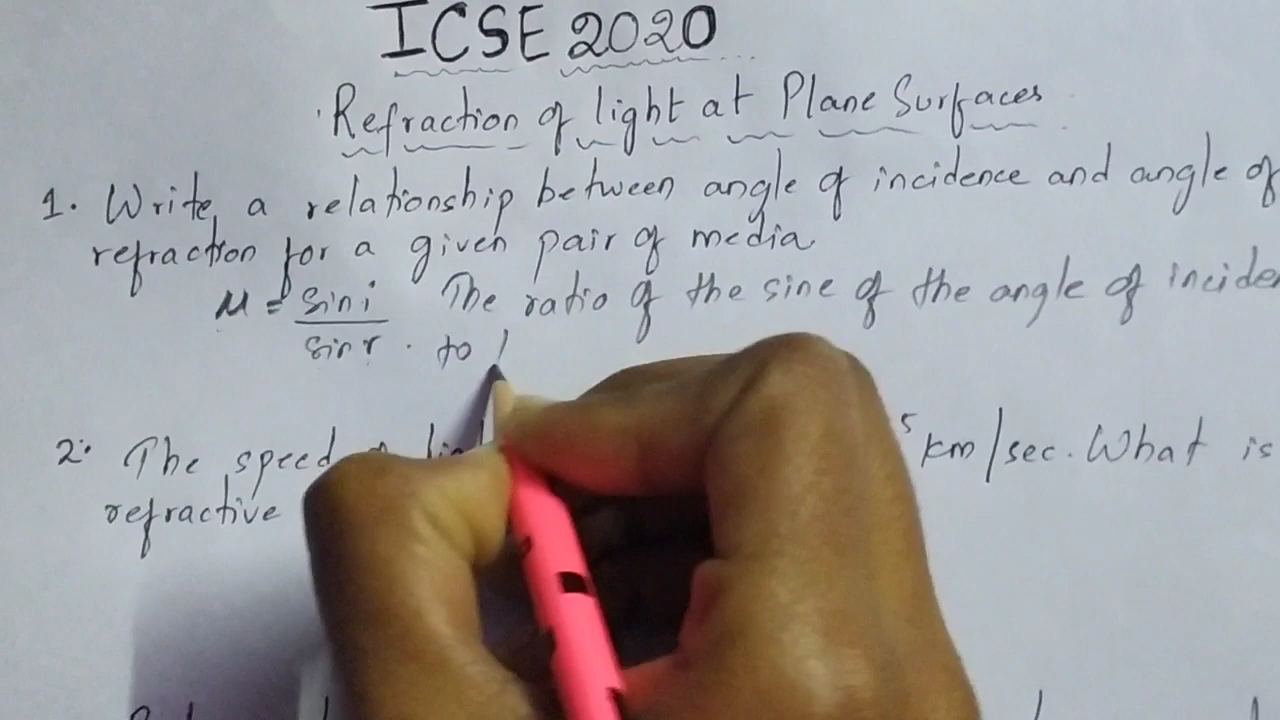 ICSE 2020
Refraction of light at Plane Surfaces
1. Write a relationship between angle of incidence and angle of
refraction for a given pair of media
μ = sin i / sin r . The ratio of the sine of the angle of inciden
to
2. The speed 5 km/sec. What is
refractive